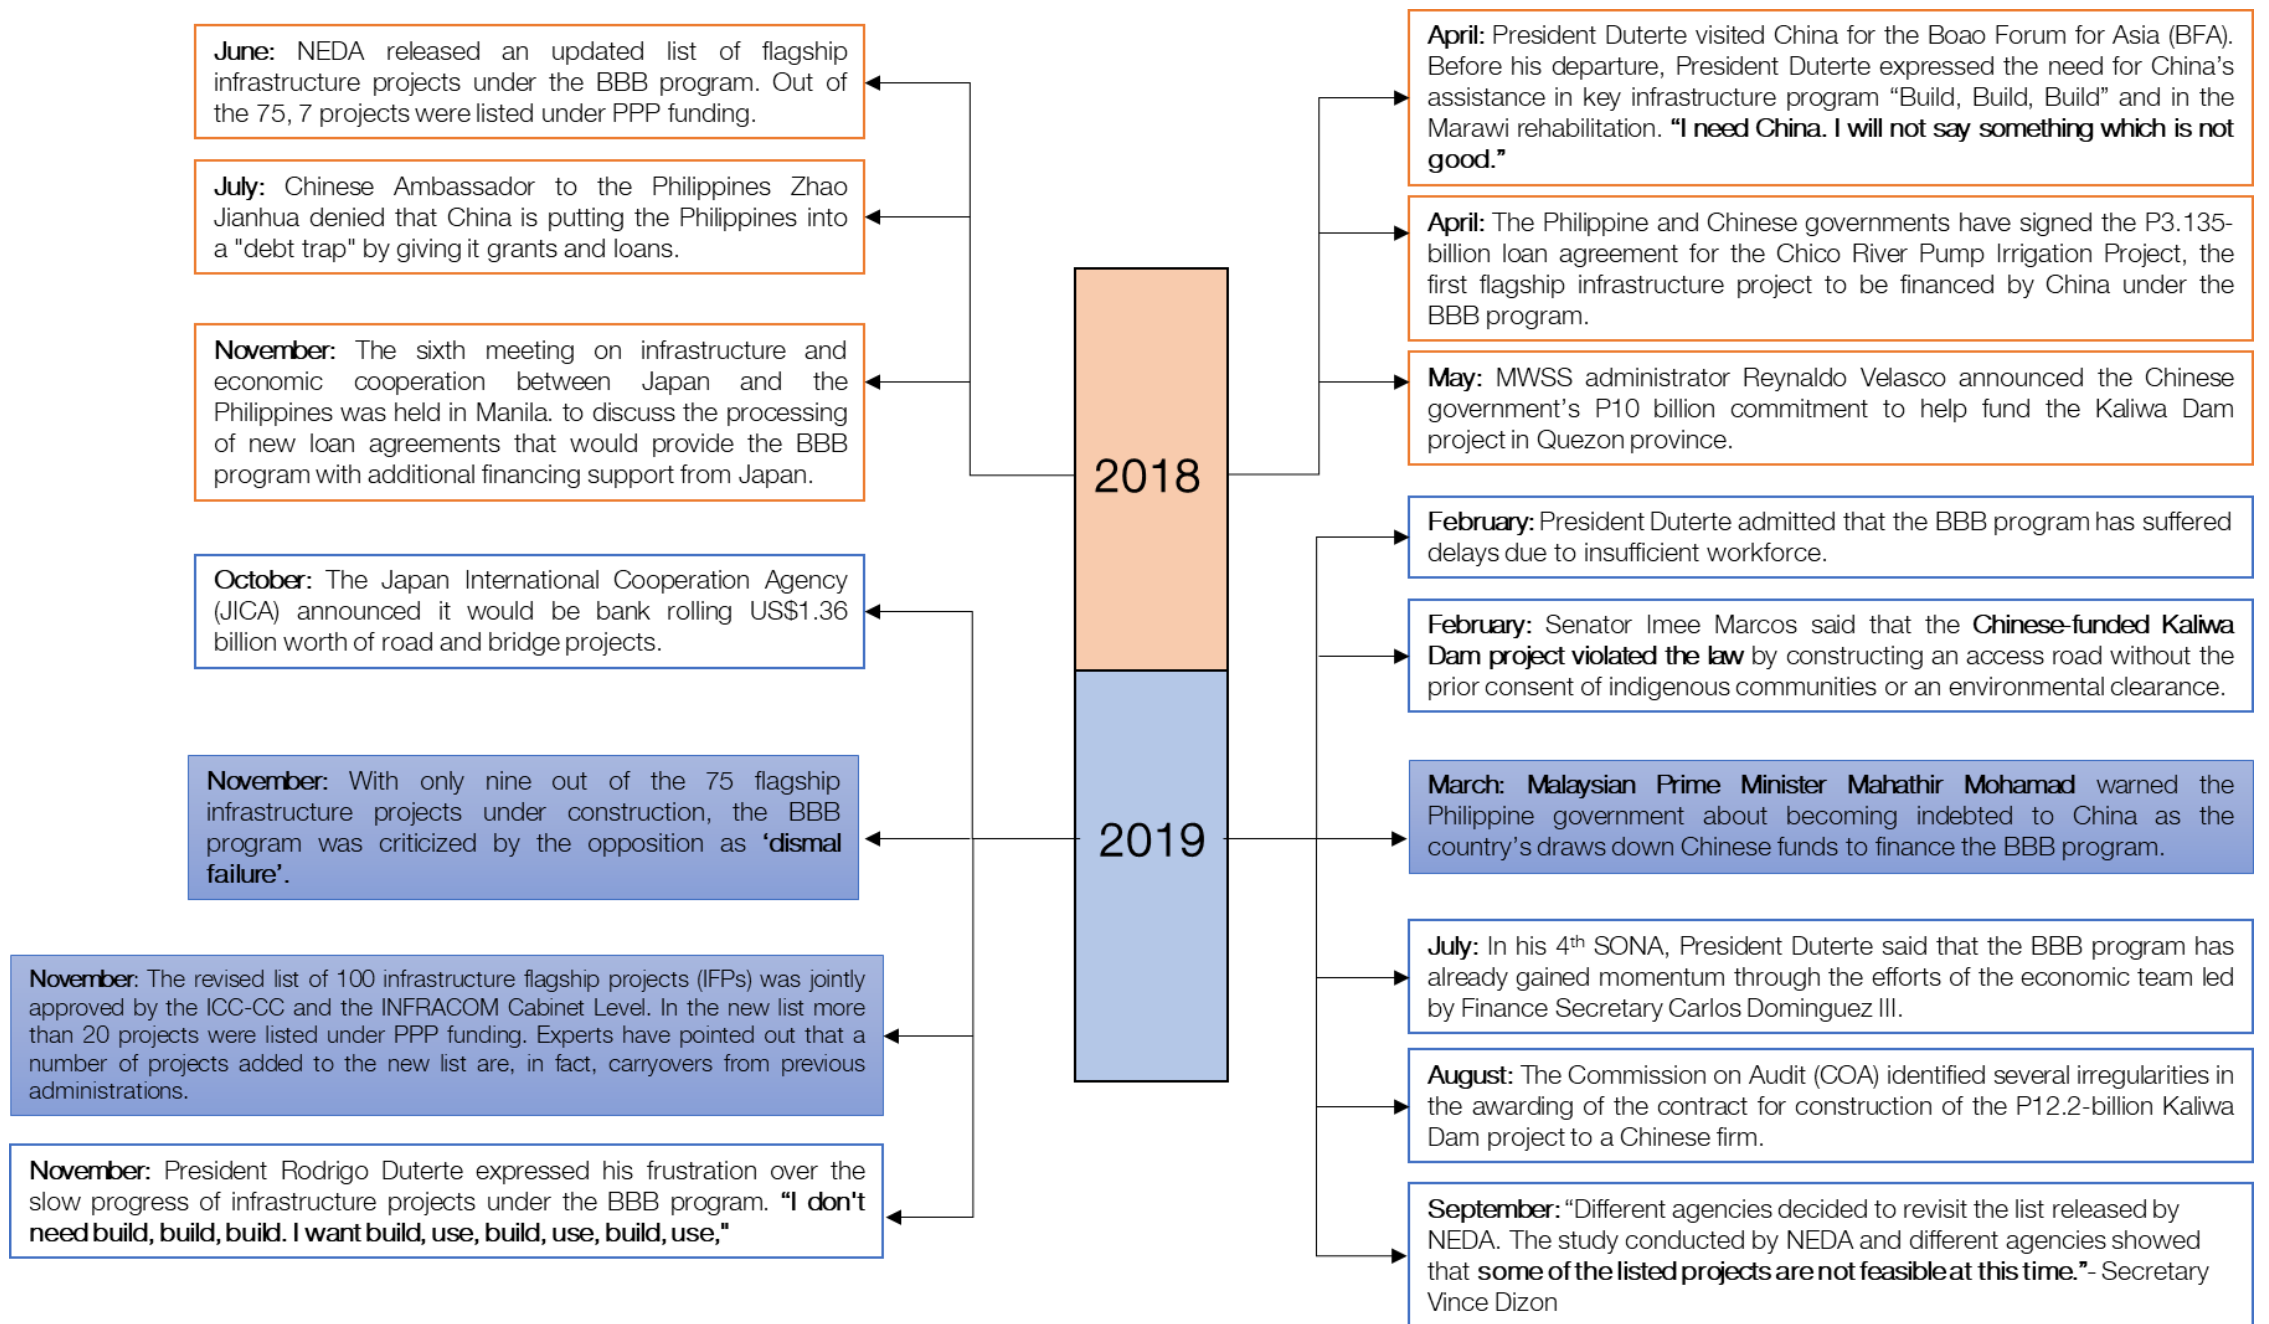 June: NEDA released an updated list of flagship
infrastructure projects under the BBB program. Out of
the 75, 7 projects were listed under PPP funding.
July: Chinese Ambassador to the Philippines Zhao
Jianhua denied that China is putting the Philippines into
a "debt trap" by giving it grants and loans.
November: The sixth meeting on infrastructure and
economic cooperation between Japan and the
Philippines was held in Manila. to discuss the processing
of new loan agreements that would provide the BBB
program with additional financing support from Japan.
October: The Japan International Cooperation Agency
(JICA) announced it would be bank rolling US$1.36
billion worth of road and bridge projects.
November: With only nine out of the 75 flagship
infrastructure projects under construction, the BBB
program was criticized by the opposition as ‘dismal
failure’.
November: The revised list of 100 infrastructure flagship projects (IFPs) was jointly
approved by the ICC-CC and the INFRACOM Cabinet Level. In the new list more
than 20 projects were listed under PPP funding. Experts have pointed out that a
number of projects added to the new list are, in fact, carryovers from previous
administrations.
November: President Rodrigo Duterte expressed his frustration over the
slow progress of infrastructure projects under the BBB program. “I don't
need build, build, build. I want build, use, build, use, build, use,"
2018
2019
April: President Duterte visited China for the Boao Forum for Asia (BFA).
Before his departure, President Duterte expressed the need for China’s
assistance in key infrastructure program “Build, Build, Build” and in the
Marawi rehabilitation. “I need China. I will not say something which is not
good.”
April: The Philippine and Chinese governments have signed the P3.135-
billion loan agreement for the Chico River Pump Irrigation Project, the
first flagship infrastructure project to be financed by China under the
BBB program.
May: MWSS administrator Reynaldo Velasco announced the Chinese
government’s P10 billion commitment to help fund the Kaliwa Dam
project in Quezon province.
February: President Duterte admitted that the BBB program has suffered
delays due to insufficient workforce.
February: Senator Imee Marcos said that the Chinese-funded Kaliwa
Dam project violated the law by constructing an access road without the
prior consent of indigenous communities or an environmental clearance.
March: Malaysian Prime Minister Mahathir Mohamad warned the
Philippine government about becoming indebted to China as the
country’s draws down Chinese funds to finance the BBB program.
July: In his 4th SONA, President Duterte said that the BBB program has
already gained momentum through the efforts of the economic team led
by Finance Secretary Carlos Dominguez III.
August: The Commission on Audit (COA) identified several irregularities in
the awarding of the contract for construction of the P12.2-billion Kaliwa
Dam project to a Chinese firm.
September: “Different agencies decided to revisit the list released by
NEDA. The study conducted by NEDA and different agencies showed
that some of the listed projects are not feasible at this time.”- Secretary
Vince Dizon